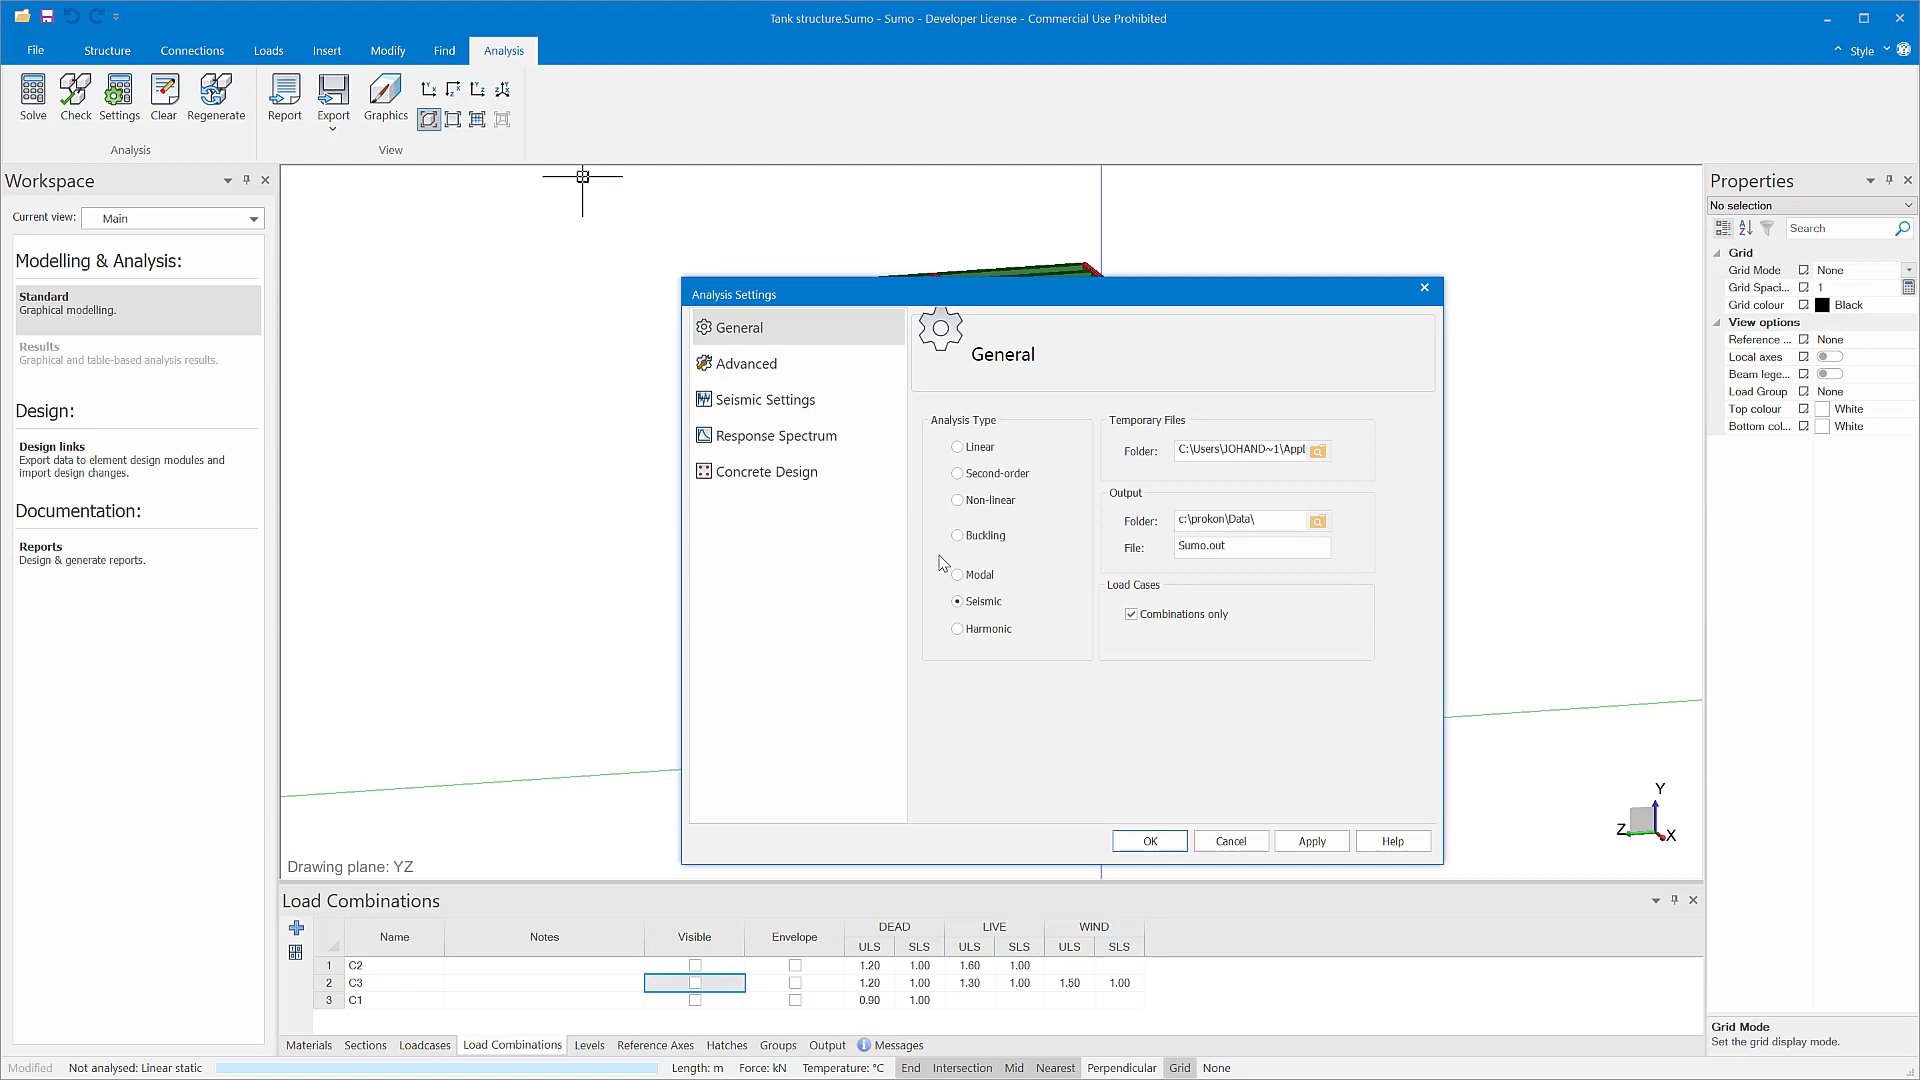 Tank structure.Sumo - Sumo - Developer License - Commercial Use Prohibited
File Structure Connections Loads Insert Modify Find Analysis Style
Solve Check Settings Clear Regenerate Report Export Graphics
Analysis View
Workspace
Current view: Main
Modelling & Analysis:
Standard
Graphical modelling.
Results
Graphical and table-based analysis results.
Design:
Design links
Export data to element design modules and
import design changes.
Documentation:
Reports
Design & generate reports.
Analysis Settings
General
Advanced
Seismic Settings
Response Spectrum
Concrete Design
General
Analysis Type
Linear
Second-order
Non-linear
Buckling
Modal
Seismic
Harmonic
Temporary Files
Folder: C:\Users\JOHAND~1\Appl
Output
Folder: c:\prokon\Data\
File: Sumo.out
Load Cases
Combinations only
OK Cancel Apply Help
Y
Z
X
Drawing plane: YZ
Properties
No selection
Search
Grid
Grid Mode None
Grid Spaci... 1
Grid colour Black
View options
Reference ... None
Local axes
Beam lege...
Load Group None
Top colour White
Bottom col... White
Grid Mode
Set the grid display mode.
Load Combinations
Name Notes Visible Envelope DEAD LIVE WIND
ULS SLS ULS SLS ULS SLS
1 C2 1.20 1.00 1.60 1.00
2 C3 1.20 1.00 1.30 1.00 1.50 1.00
3 C1 0.90 1.00
Materials Sections Loadcases Load Combinations Levels Reference Axes Hatches Groups Output Messages
Modified Not analysed: Linear static Length: m Force: kN Temperature: °C End Intersection Mid Nearest Perpendicular Grid None